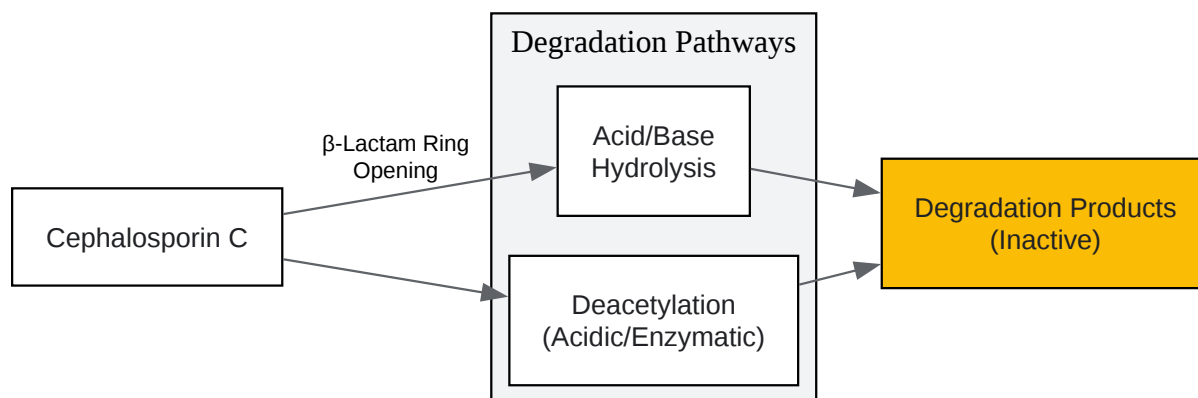 Degradation Pathways
β-Lactam Ring
Opening
Acid/Base
Hydrolysis
Cephalosporin C
Degradation Products
(Inactive)
Deacetylation
(Acidic/Enzymatic)